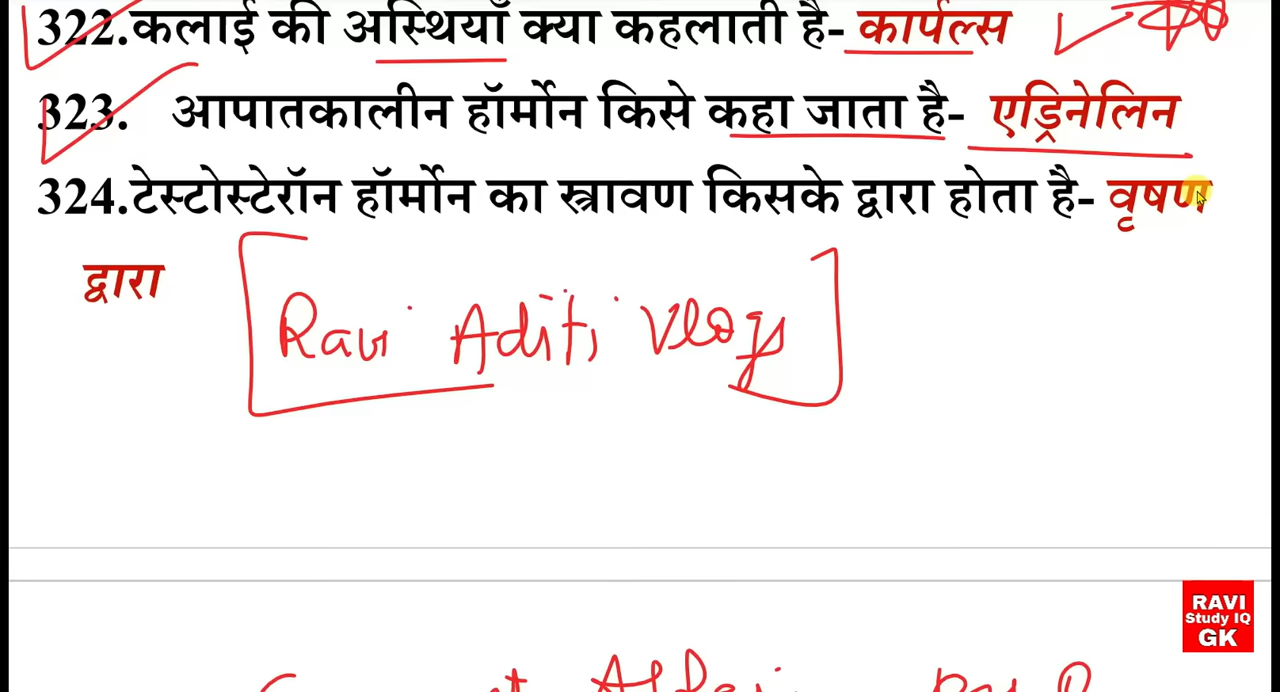 322.कलाई की अस्थियाँ क्या कहलाती है- कार्पल्स
323. आपातकालीन हॉर्मोन किसे कहा जाता है- एड्रिनेलिन
324.टेस्टोस्टेरॉन हॉर्मोन का स्त्रावण किसके द्वारा होता है- वृषण
द्वारा
Ravi Aditi Vlogs
RAVI
Study IQ
GK